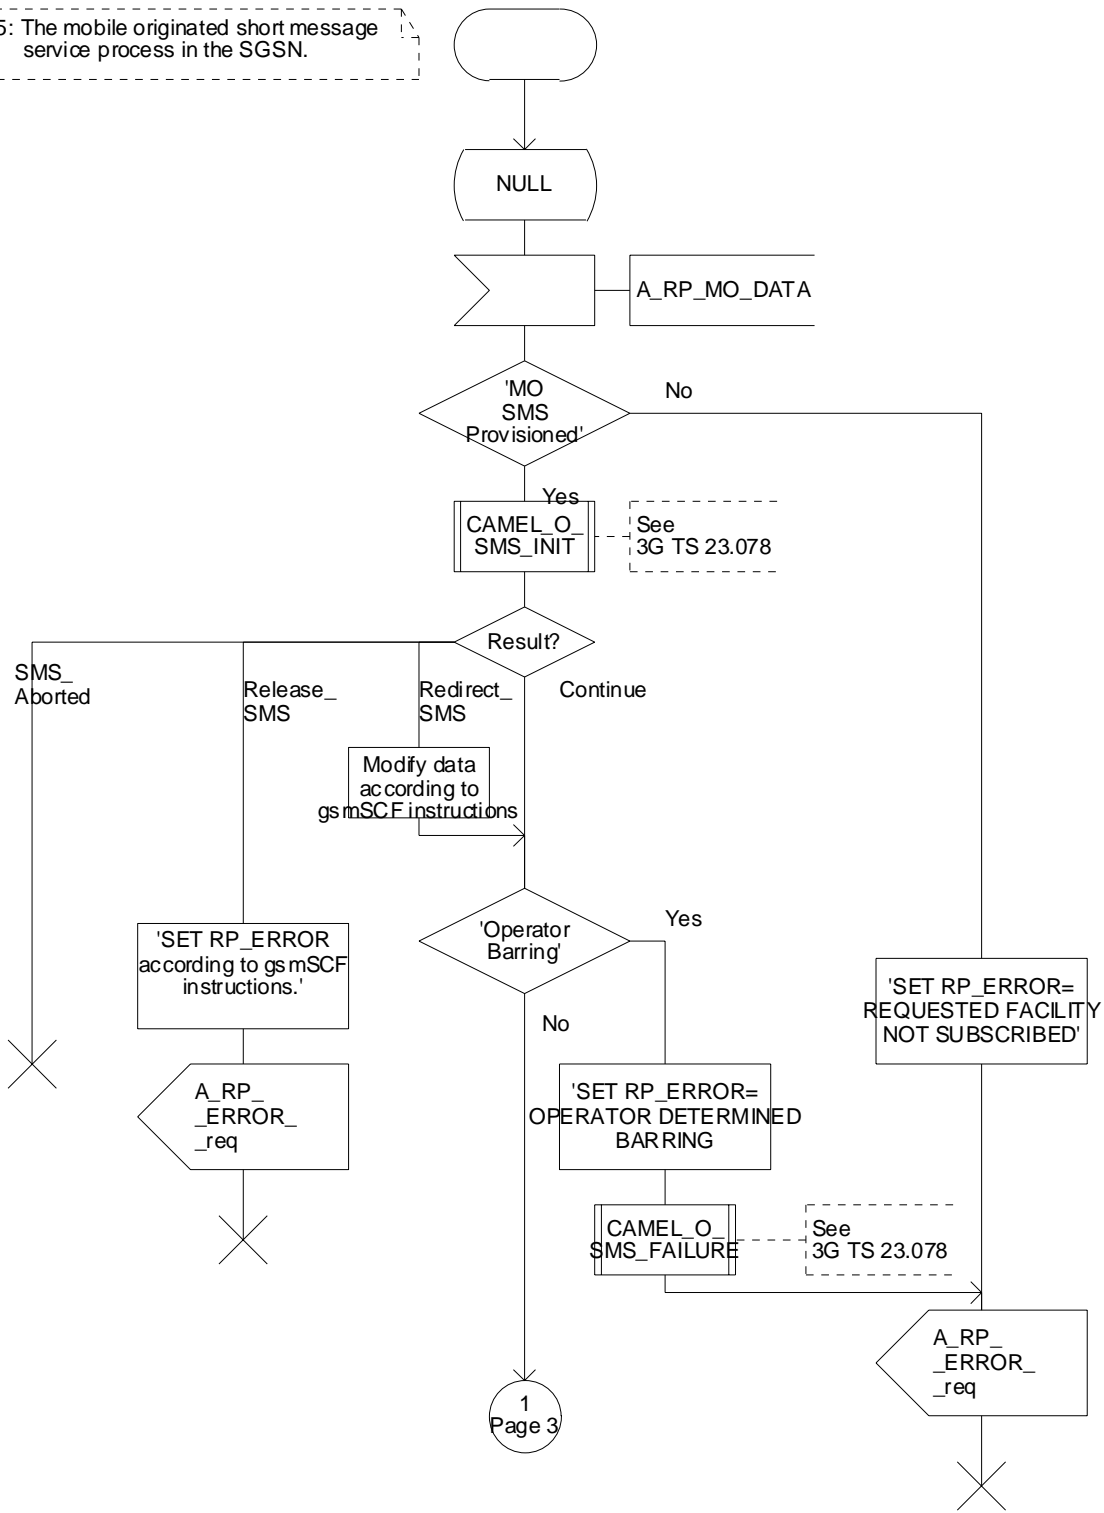 5: The mobile originated short message
service process in the SGSN.
NULL
A_RP_MO_DATA
'MO
SMS
Provisioned'
No
Yes
CAMEL_O_
SMS_INIT
See
3G TS 23.078
Result?
SMS_
Aborted
Release_
SMS
Redirect_
SMS
Continue
Modify data
according to
gsmSCF instructions
'Operator
Barring'
Yes
No
'SET RP_ERROR
according to gsmSCF
instructions.'
'SET RP_ERROR=
REQUESTED FACILITY
NOT SUBSCRIBED'
A_RP_
_ERROR_
_req
'SET RP_ERROR=
OPERATOR DETERMINED
BARRING
CAMEL_O_
SMS_FAILURE
See
3G TS 23.078
A_RP_
_ERROR_
_req
1
Page 3